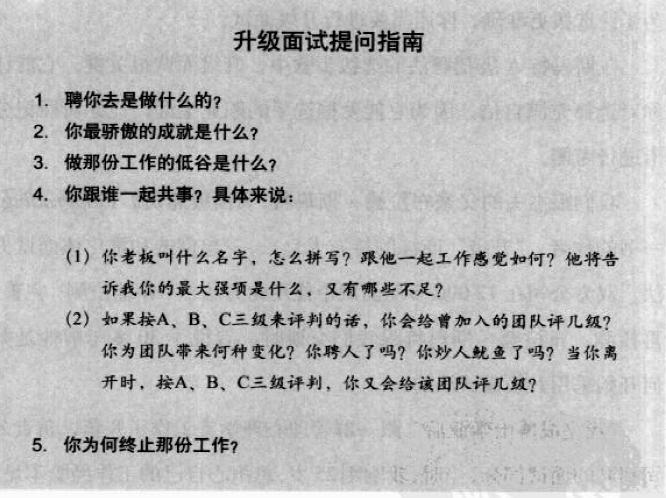 升级面试提问指南
1. 聘你去是做什么的？
2. 你最骄傲的成就是什么？
3. 做那份工作的低谷是什么？
4. 你跟谁一起共事？具体来说：
(1) 你老板叫什么名字，怎么拼写？跟他一起工作感觉如何？他将告
诉我你的最大强项是什么，又有哪些不足？
(2) 如果按A、B、C三级来评判的话，你会给曾加入的团队评几级？
你为团队带来何种变化？你聘人了吗？你炒人鱿鱼了吗？当你离
开时，按A、B、C三级评判，你又会给该团队评几级？
5. 你为何终止那份工作？